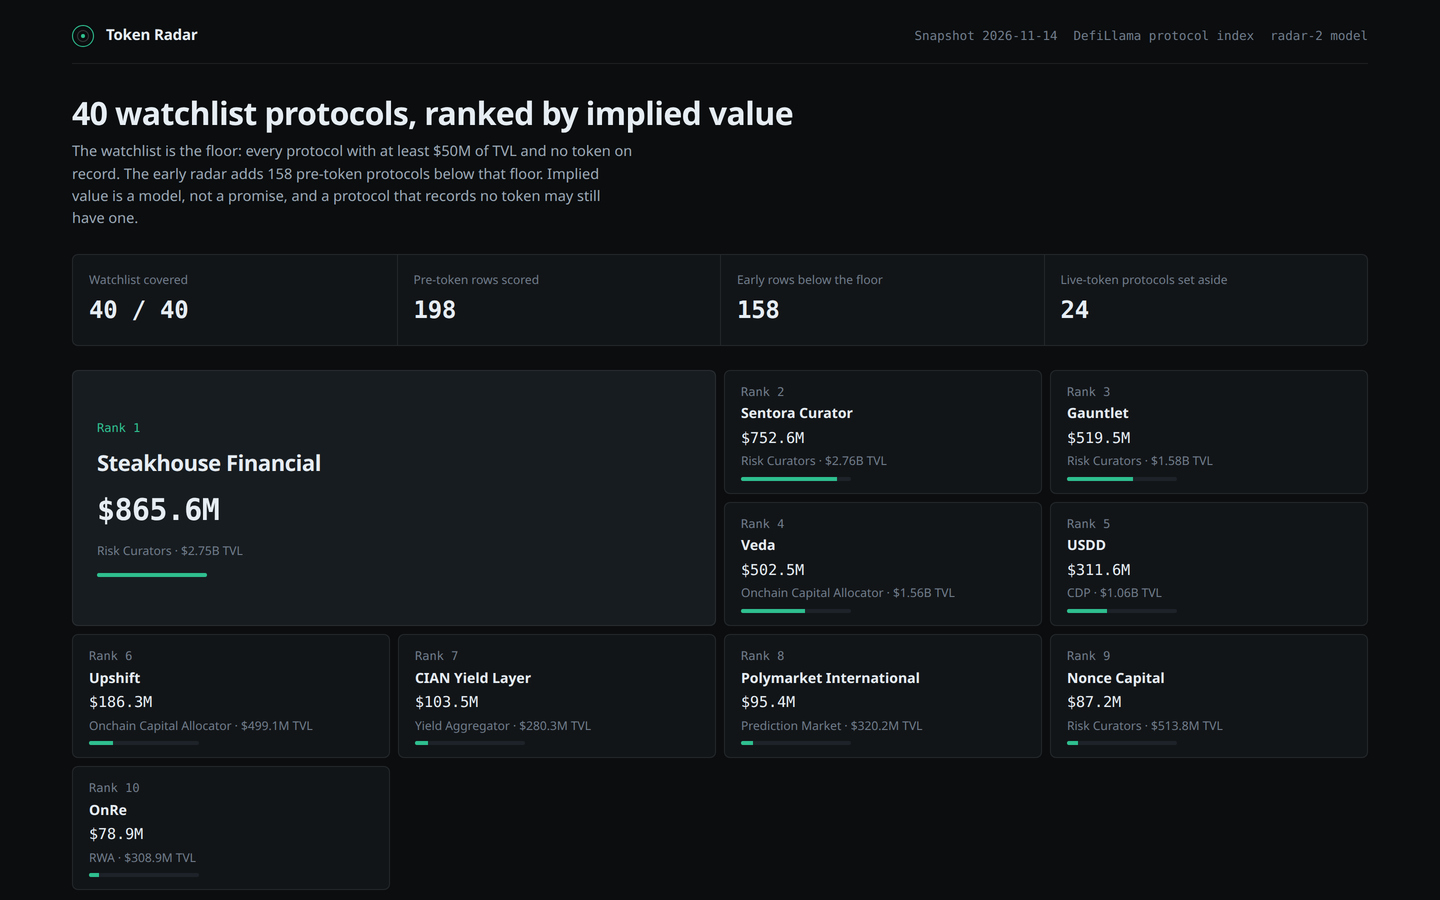 Token Radar
Snapshot 2026-11-14 DefiLlama protocol index radar-2 model
40 watchlist protocols, ranked by implied value
The watchlist is the floor: every protocol with at least $50M of TVL and no token on
record. The early radar adds 158 pre-token protocols below that floor. Implied
value is a model, not a promise, and a protocol that records no token may still
have one.
Watchlist covered
40 / 40
Pre-token rows scored
198
Early rows below the floor
158
Live-token protocols set aside
24
Rank 1
Steakhouse Financial
$865.6M
Risk Curators · $2.75B TVL
Rank 2
Sentora Curator
$752.6M
Risk Curators · $2.76B TVL
Rank 3
Gauntlet
$519.5M
Risk Curators · $1.58B TVL
Rank 4
Veda
$502.5M
Onchain Capital Allocator · $1.56B TVL
Rank 5
USDD
$311.6M
CDP · $1.06B TVL
Rank 6
Upshift
$186.3M
Onchain Capital Allocator · $499.1M TVL
Rank 7
CIAN Yield Layer
$103.5M
Yield Aggregator · $280.3M TVL
Rank 8
Polymarket International
$95.4M
Prediction Market · $320.2M TVL
Rank 9
Nonce Capital
$87.2M
Risk Curators · $513.8M TVL
Rank 10
OnRe
$78.9M
RWA · $308.9M TVL